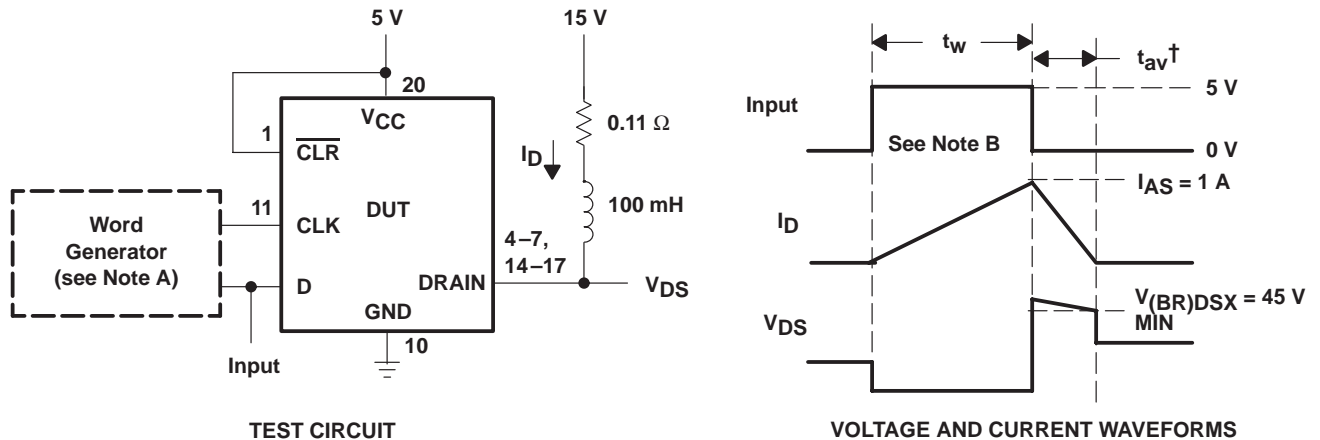 5 V
15 V
20
VCC
1
CLR
0.11 Ω
ID
100 mH
DUT
11
CLK
Word
Generator
(see Note A)
D
4–7,
14–17
DRAIN
VDS
GND
10
Input
TEST CIRCUIT
tw
tav†
Input
5 V
See Note B
0 V
IAS = 1 A
ID
V(BR)DSX = 45 V
MIN
VDS
VOLTAGE AND CURRENT WAVEFORMS